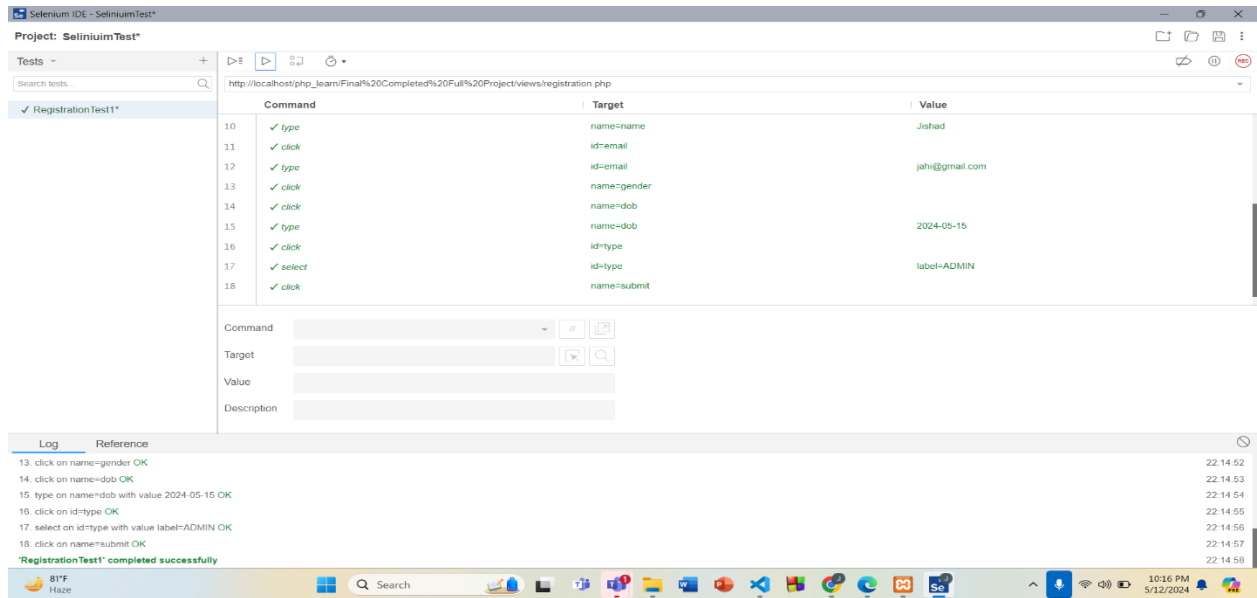 Selenium IDE - SeliniuimTest*
Project: SeliniuimTest*
Tests
Search tests...
http://localhost/php_learn/Final%20Completed%20Full%20Project/views/registration.php
REC
✓ RegistrationTest1*
Command Target Value
10 ✓ type name=name Jishad
11 ✓ click id=email
12 ✓ type id=email jahi@gmail.com
13 ✓ click name=gender
14 ✓ click name=dob
15 ✓ type name=dob 2024-05-15
16 ✓ click id=type
17 ✓ select id=type label=ADMIN
18 ✓ click name=submit
Command
//
Target
Value
Description
Log Reference
13. click on name=gender OK 22:14:52
14. click on name=dob OK 22:14:53
15. type on name=dob with value 2024-05-15 OK 22:14:54
16. click on id=type OK 22:14:55
17. select on id=type with value label=ADMIN OK 22:14:56
18. click on name=submit OK 22:14:57
'RegistrationTest1' completed successfully 22:14:58
81°F
Haze
Search
10:16 PM
5/12/2024